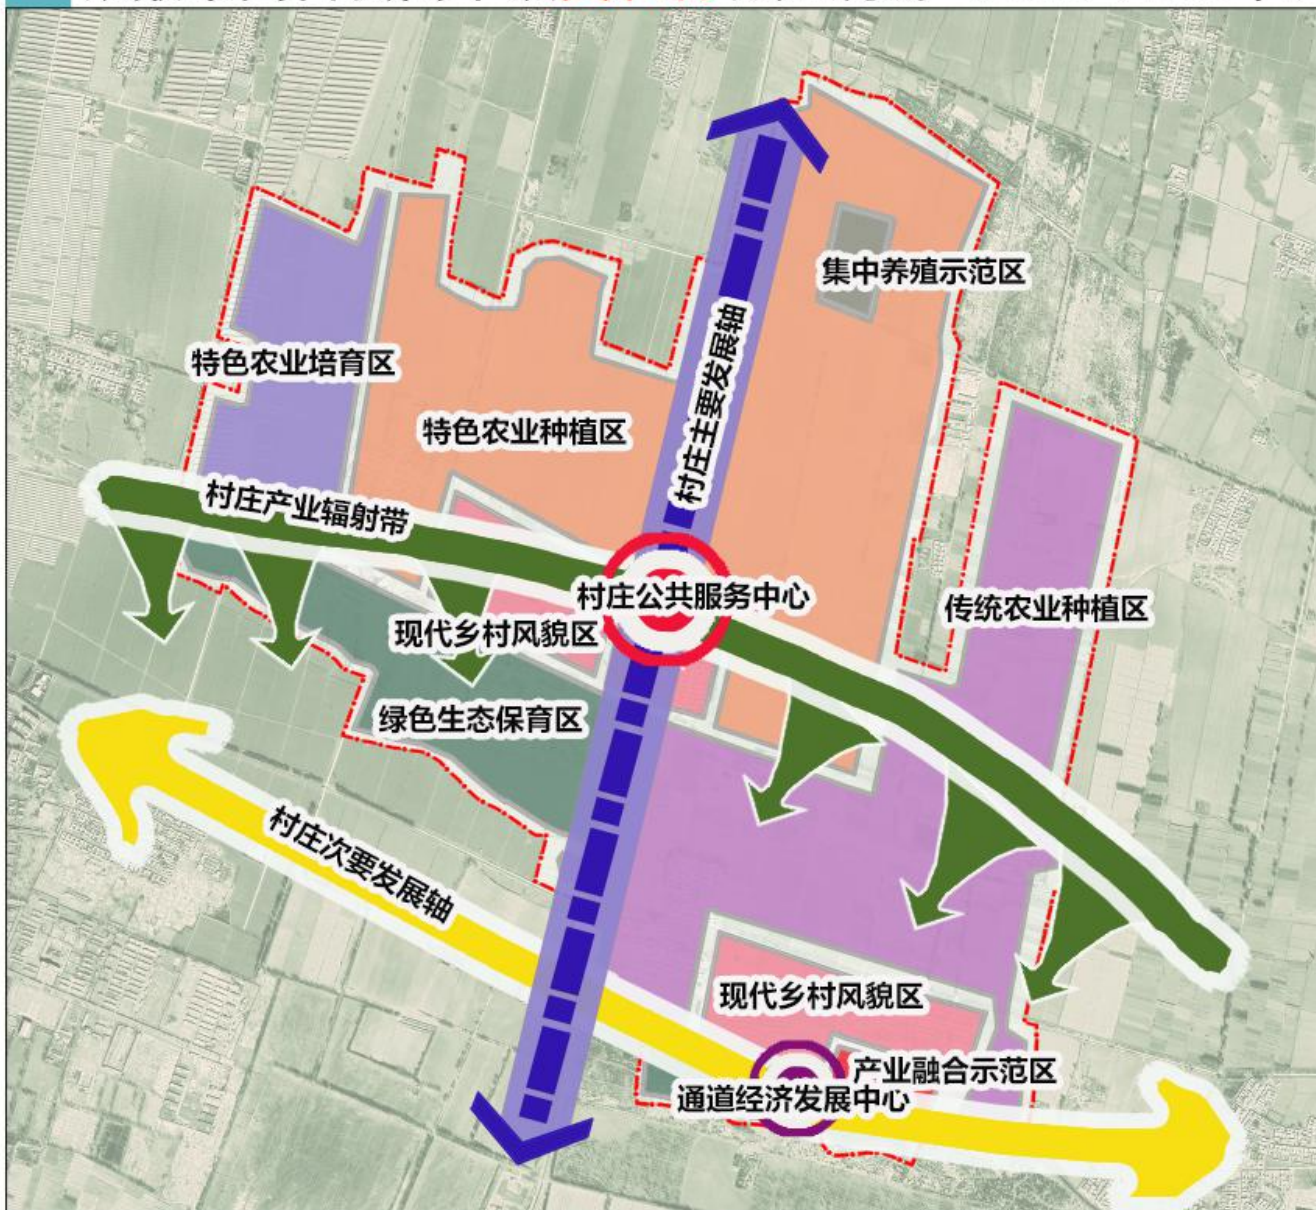 集中养殖示范区
村庄主要发展轴
特色农业培育区
特色农业种植区
村庄产业辐射带
村庄公共服务中心
传统农业种植区
现代乡村风貌区
绿色生态保育区
村庄次要发展轴
现代乡村风貌区
产业融合示范区
通道经济发展中心